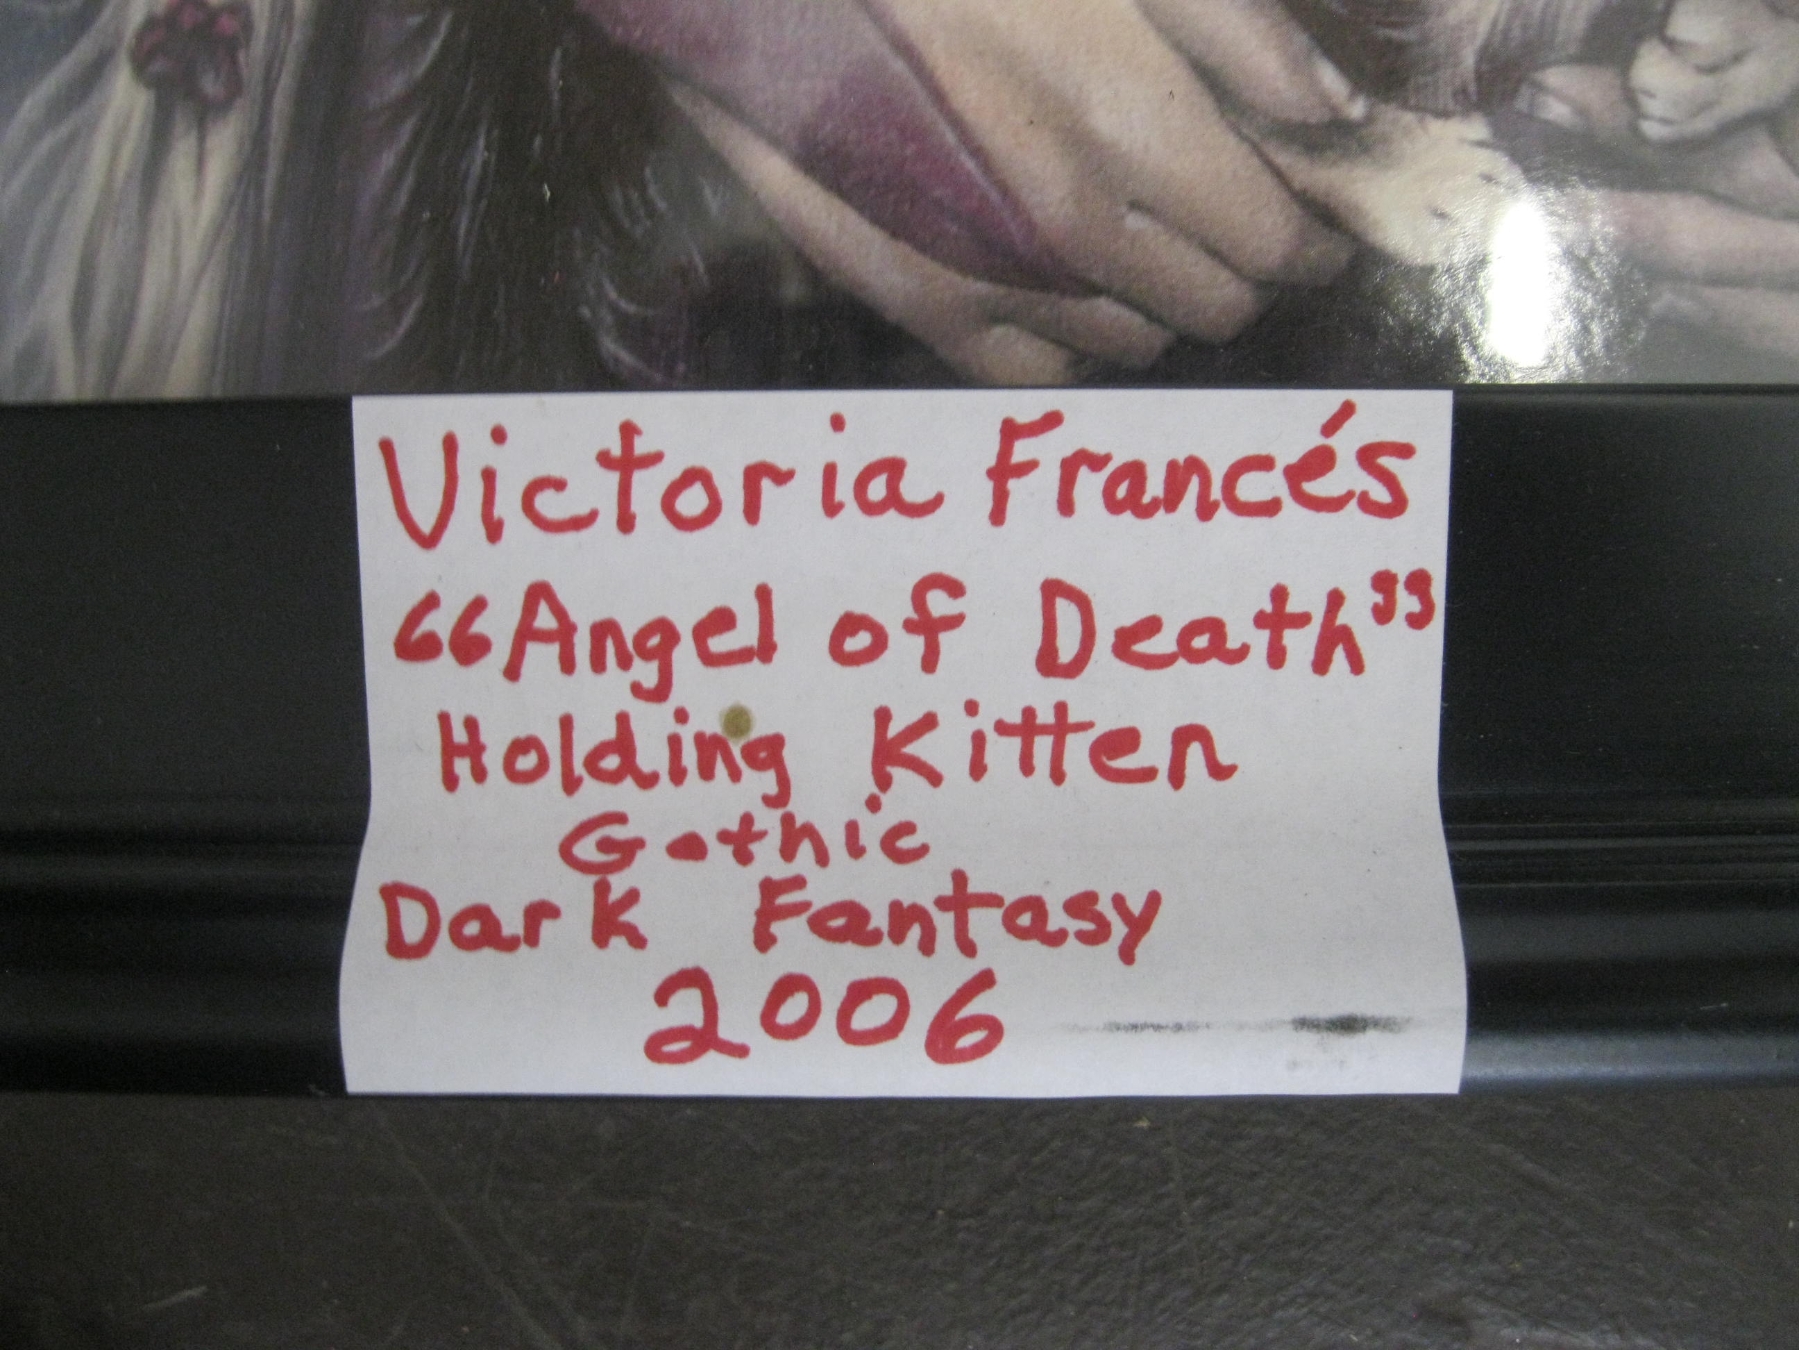 Victoria Francés
“Angel of Death”
Holding Kitten
Gothic
Dark Fantasy
2006